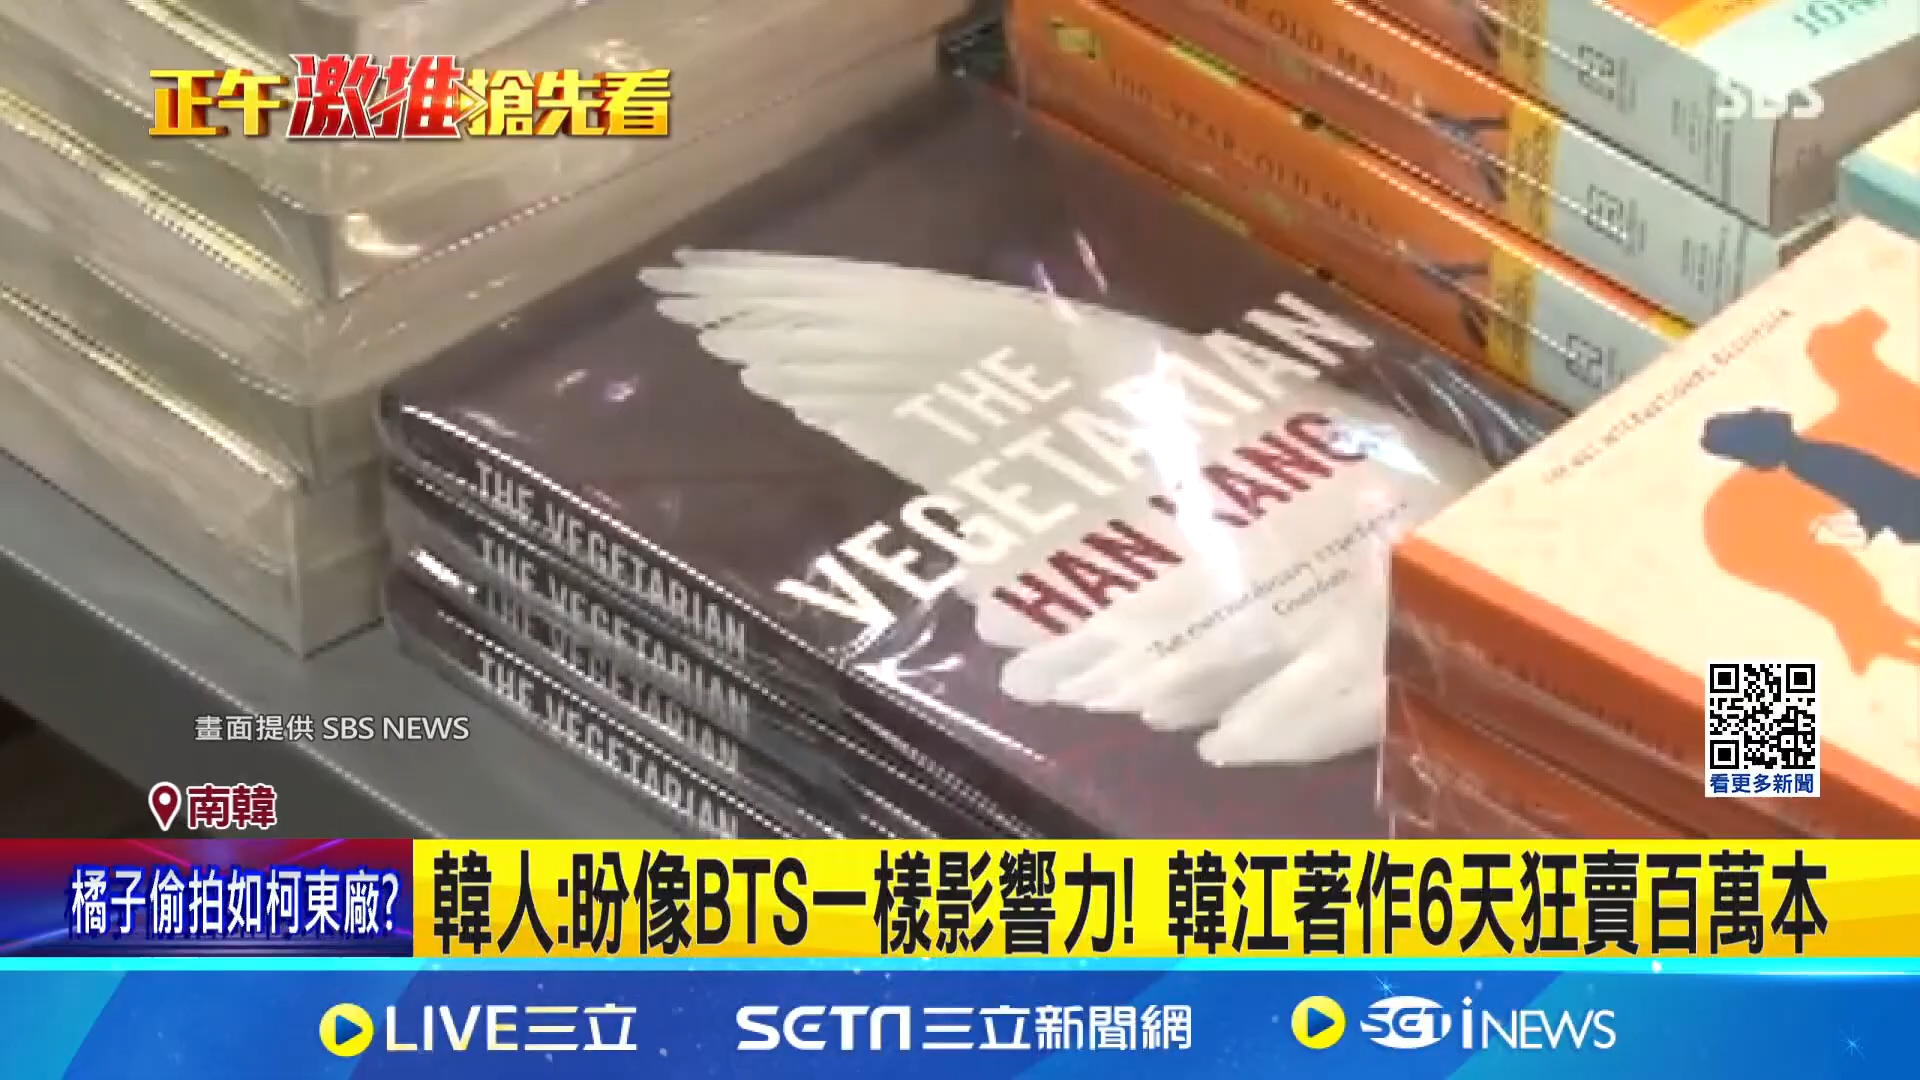 正午激推搶先看
SBS
100-YEAR-OLD MAN
THE
VEGETARIAN
HAN KANG
THE VEGETARIAN
THE VEGETARIAN
THE VEGETARIAN
THE VEGETARIAN
畫面提供 SBS NEWS
南韓
看更多新聞
橘子偷拍如柯東廠?
韓人:盼像BTS一樣影響力! 韓江著作6天狂賣百萬本
LIVE三立
SETN三立新聞網
SET iNEWS